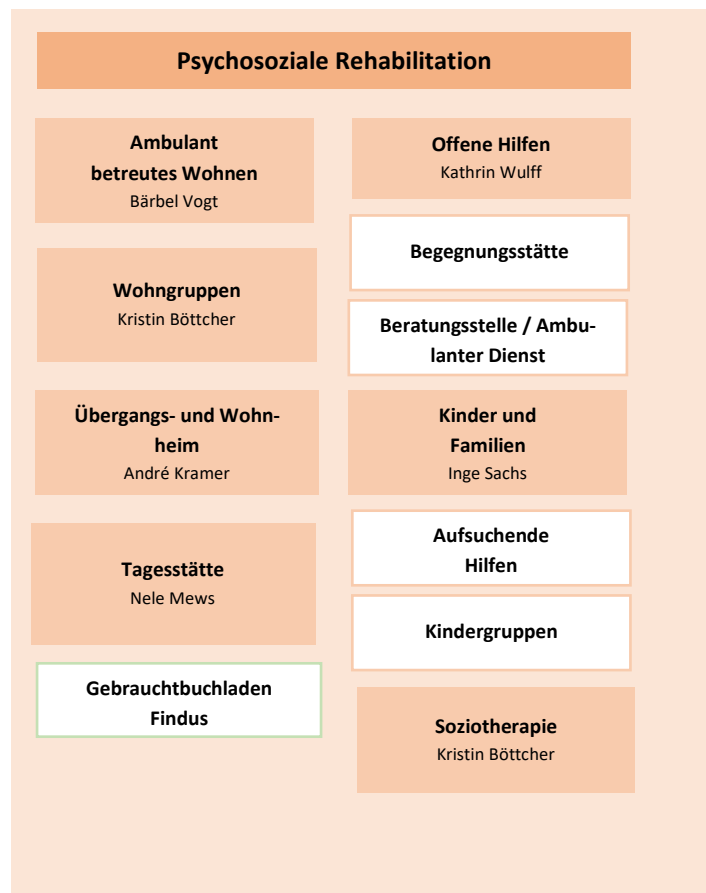 Psychosoziale Rehabilitation
Ambulant
betreutes Wohnen
Bärbel Vogt
Wohngruppen
Kristin Böttcher
Übergangs- und Wohn-
heim
André Kramer
Tagesstätte
Nele Mews
Gebrauchtbuchladen
Findus
Offene Hilfen
Kathrin Wulff
Begegnungsstätte
Beratungsstelle / Ambu-
lanter Dienst
Kinder und
Familien
Inge Sachs
Aufsuchende
Hilfen
Kindergruppen
Soziotherapie
Kristin Böttcher